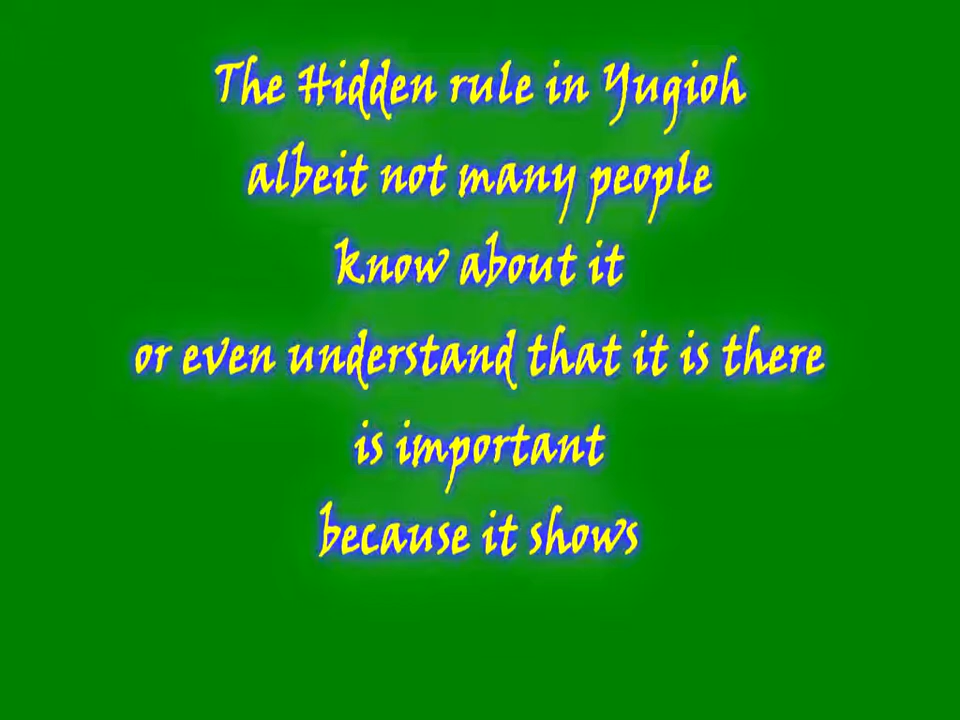 The Hidden rule in Yugioh
albeit not many people
know about it
or even understand that it is there
is important
because it shows